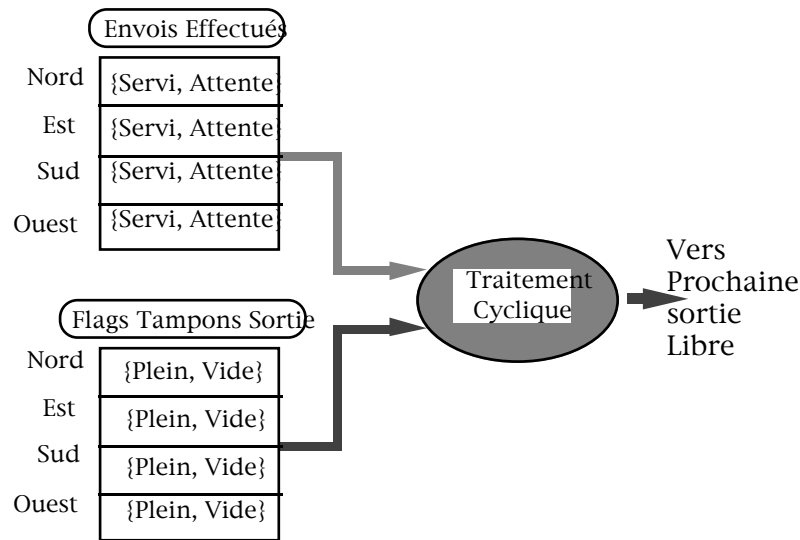 Envois Effectués
Nord {Servi, Attente}
Est {Servi, Attente}
Sud {Servi, Attente}
Ouest {Servi, Attente}
Flags Tampons Sortie
Nord {Plein, Vide}
Est {Plein, Vide}
Sud {Plein, Vide}
Ouest {Plein, Vide}
Traitement
Cyclique
Vers
Prochaine
sortie
Libre